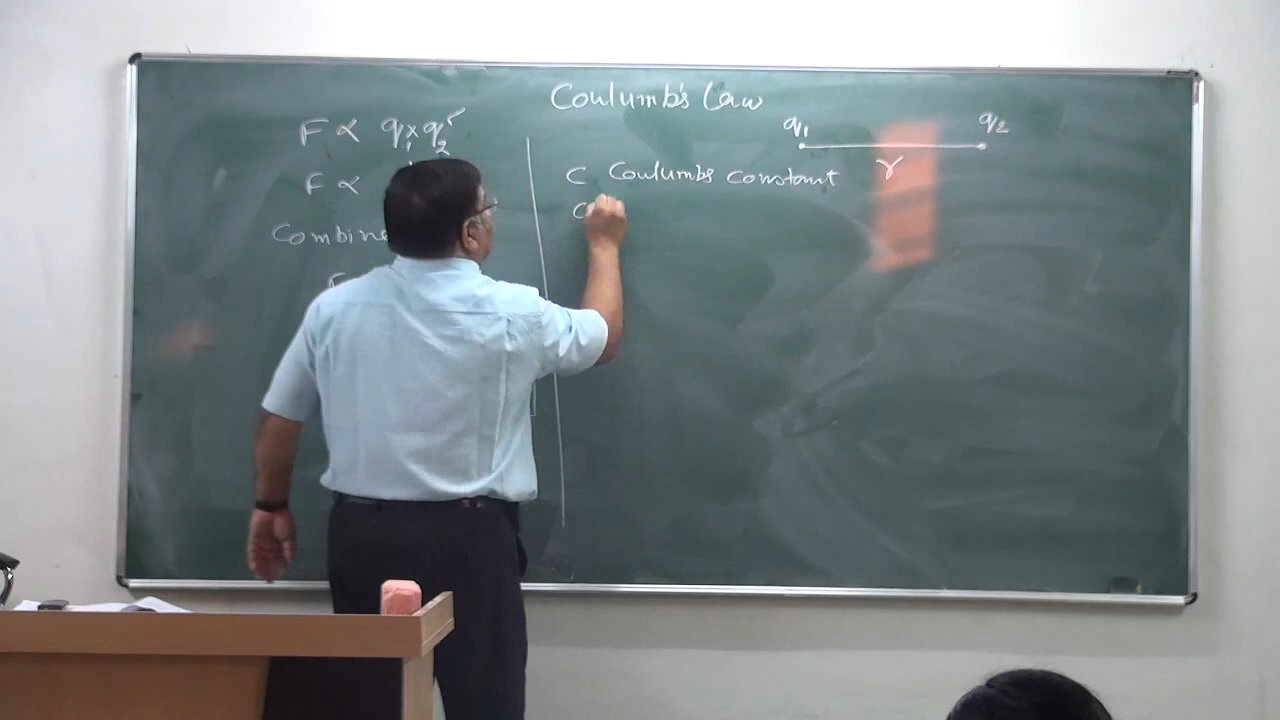 Coulumb's Law
F ∝ q₁ × q₂
F ∝
Combine
q₁ q₂
r
C Coulumbs constant
C